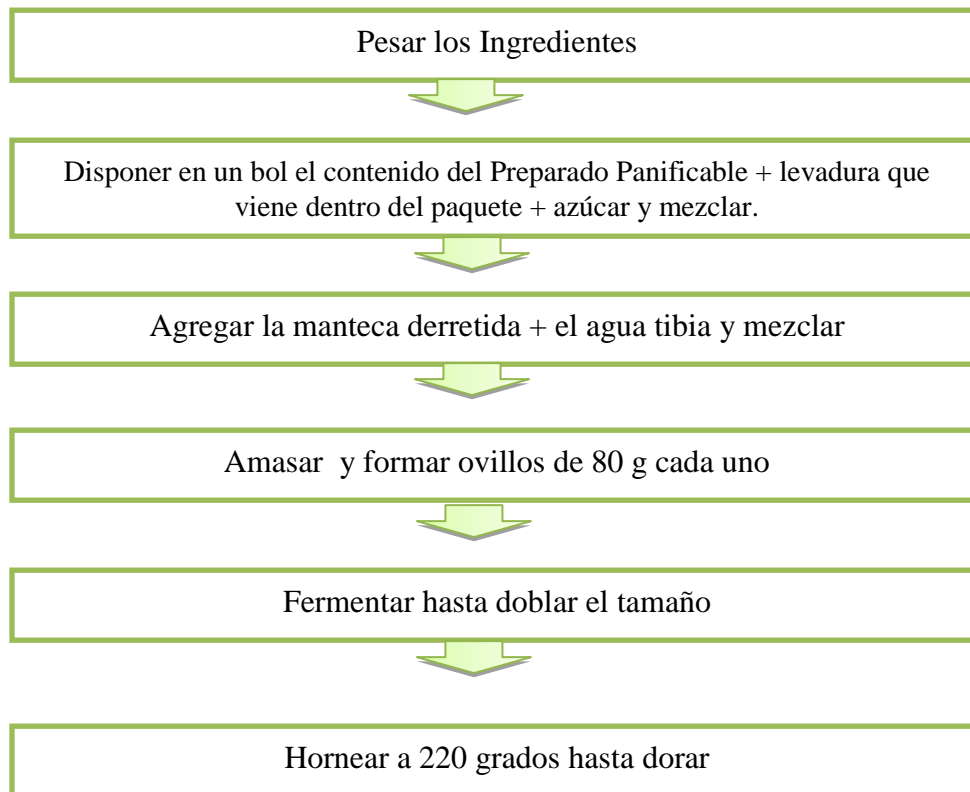 Pesar los Ingredientes
Disponer en un bol el contenido del Preparado Panificable + levadura que
viene dentro del paquete + azúcar y mezclar.
Agregar la manteca derretida + el agua tibia y mezclar
Amasar  y formar ovillos de 80 g cada uno
Fermentar hasta doblar el tamaño
Hornear a 220 grados hasta dorar